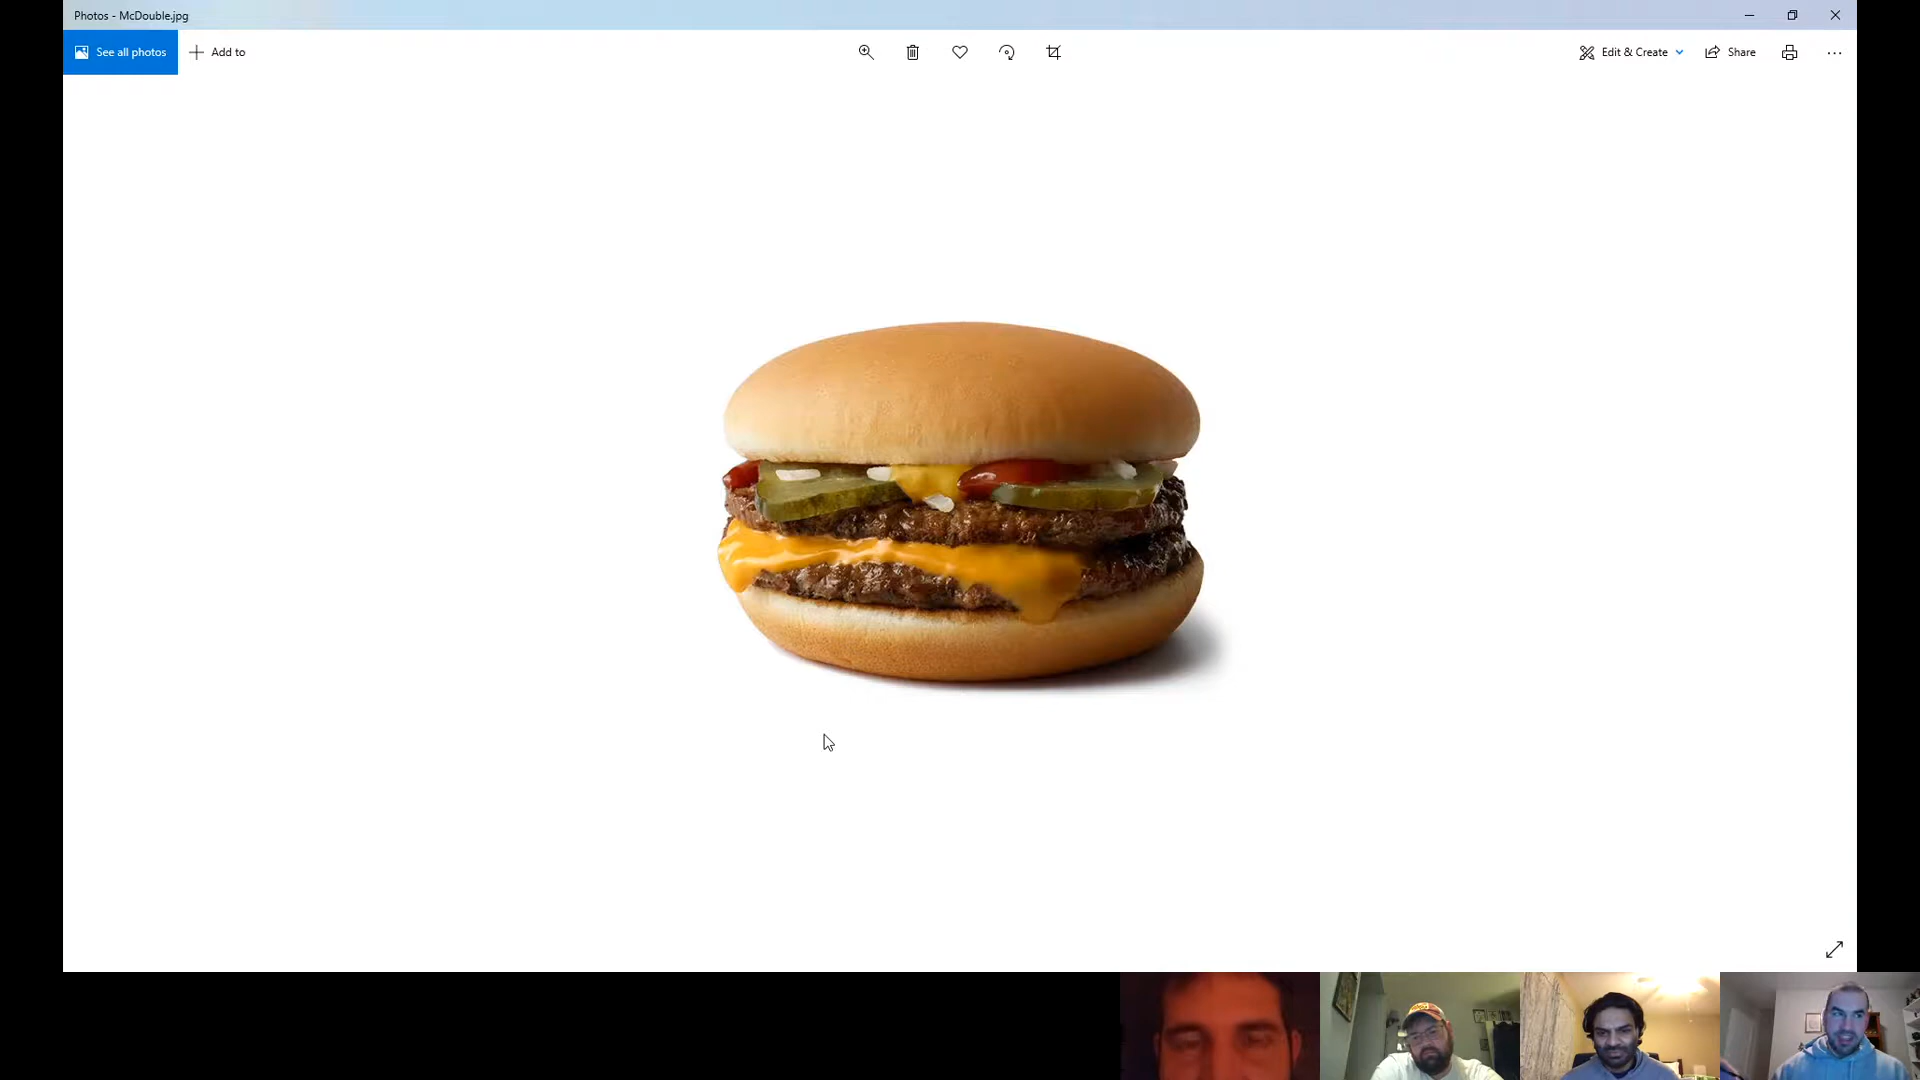 Photos - McDouble.jpg
See all photos
Add to
Edit & Create
Share